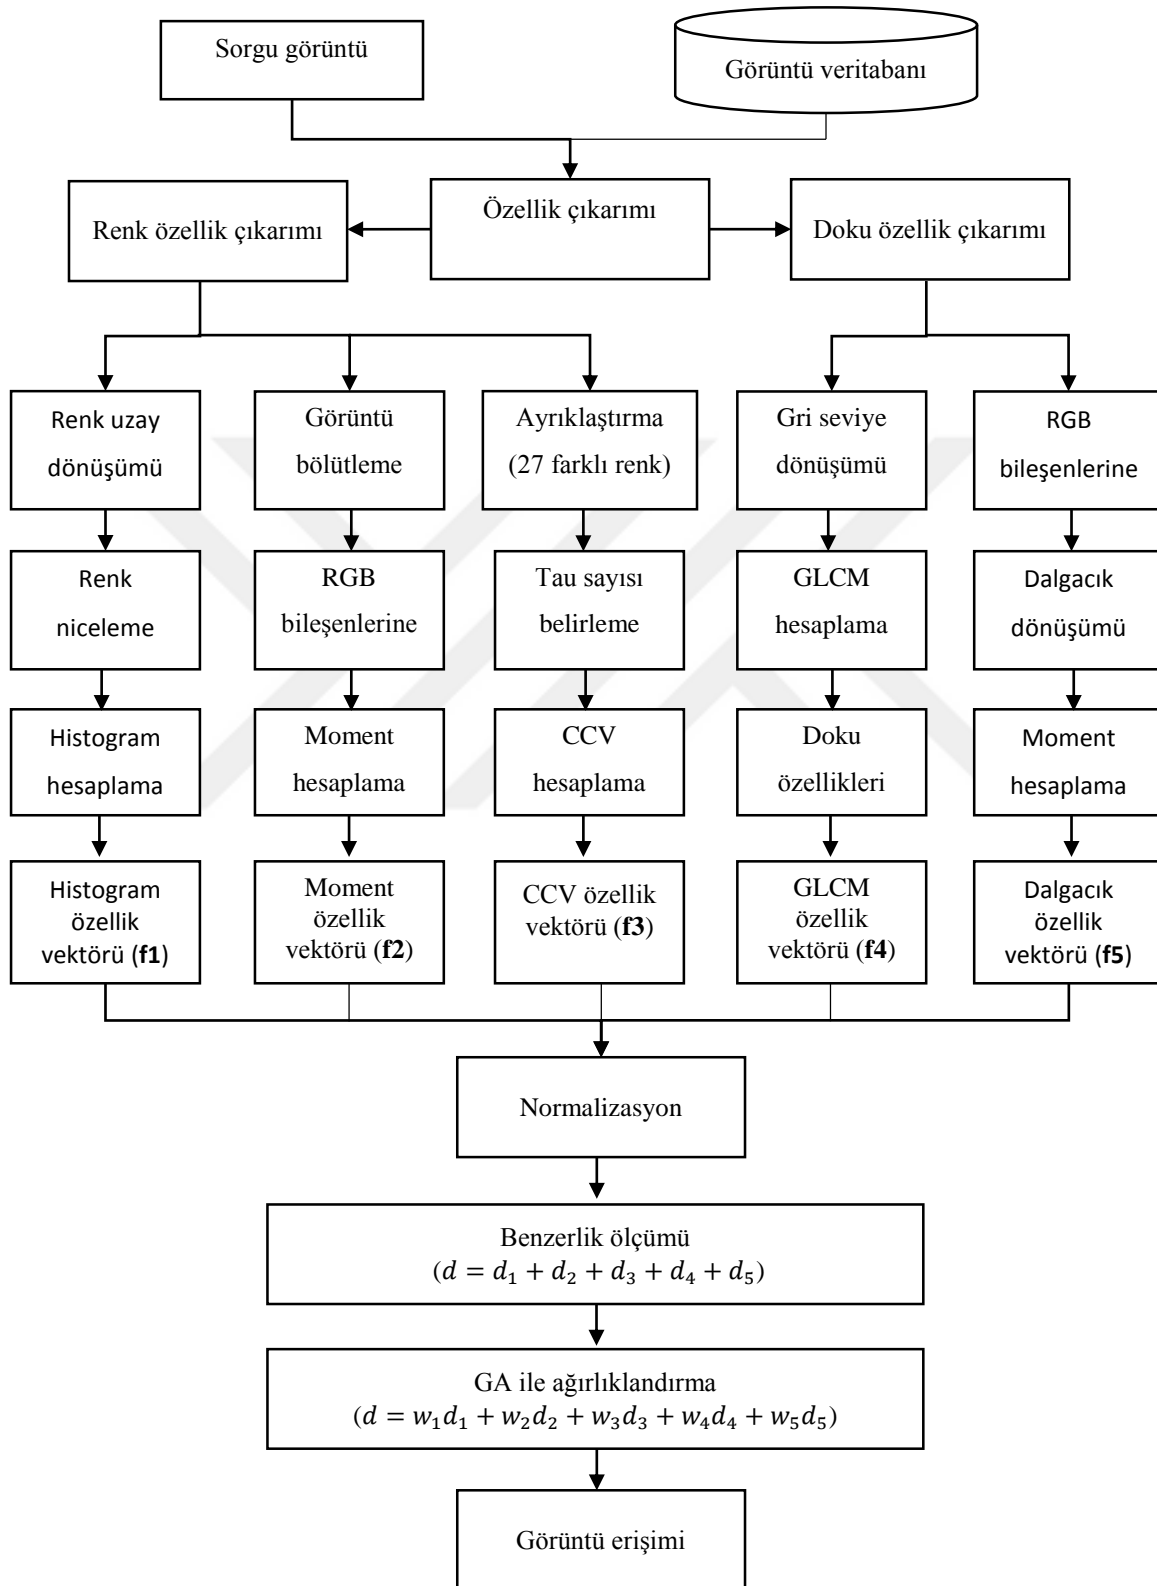 Sorgu görüntü
Görüntü veritabanı
Özellik çıkarımı
Renk özellik çıkarımı
Doku özellik çıkarımı
Renk uzay
dönüşümü
Görüntü
bölütleme
Ayrıklaştırma
(27 farklı renk)
Gri seviye
dönüşümü
RGB
bileşenlerine
Renk
niceleme
RGB
bileşenlerine
Tau sayısı
belirleme
GLCM
hesaplama
Dalgacık
dönüşümü
Histogram
hesaplama
Moment
hesaplama
CCV
hesaplama
Doku
özellikleri
Moment
hesaplama
Histogram
özellik
vektörü (f1)
Moment
özellik
vektörü (f2)
CCV özellik
vektörü (f3)
GLCM
özellik
vektörü (f4)
Dalgacık
özellik
vektörü (f5)
Normalizasyon
Benzerlik ölçümü
(d = d₁ + d₂ + d₃ + d₄ + d₅)
GA ile ağırlıklandırma
(d = w₁d₁ + w₂d₂ + w₃d₃ + w₄d₄ + w₅d₅)
Görüntü erişimi